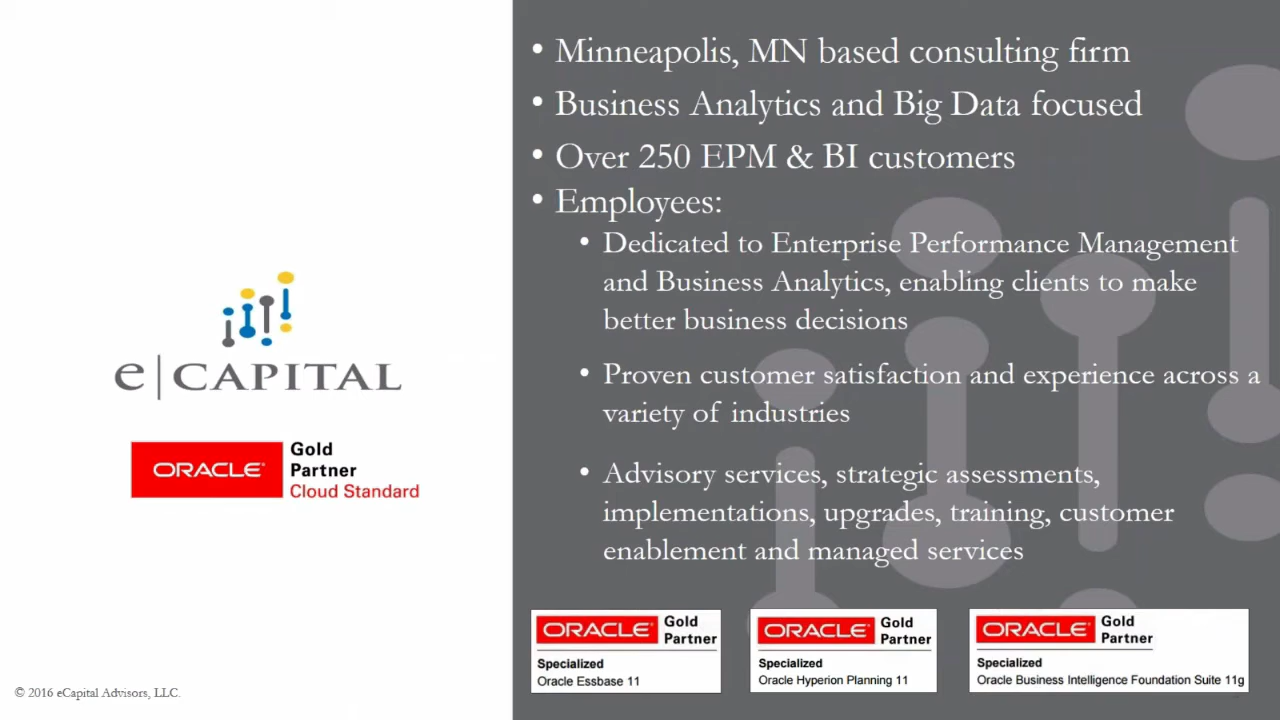 e|CAPITAL
ORACLE®
Gold
Partner
Cloud Standard
© 2016 eCapital Advisors, LLC.
• Minneapolis, MN based consulting firm
• Business Analytics and Big Data focused
• Over 250 EPM & BI customers
• Employees:
• Dedicated to Enterprise Performance Management
and Business Analytics, enabling clients to make
better business decisions
• Proven customer satisfaction and experience across a
variety of industries
• Advisory services, strategic assessments,
implementations, upgrades, training, customer
enablement and managed services
ORACLE®
Gold
Partner
Specialized
Oracle Essbase 11
ORACLE®
Gold
Partner
Specialized
Oracle Hyperion Planning 11
ORACLE®
Gold
Partner
Specialized
Oracle Business Intelligence Foundation Suite 11g